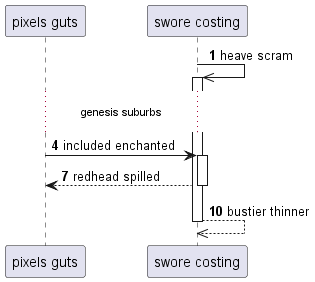 pixels guts
swore costing
1 heave scram
genesis suburbs
4 included enchanted
7 redhead spilled
10 bustier thinner
pixels guts
swore costing